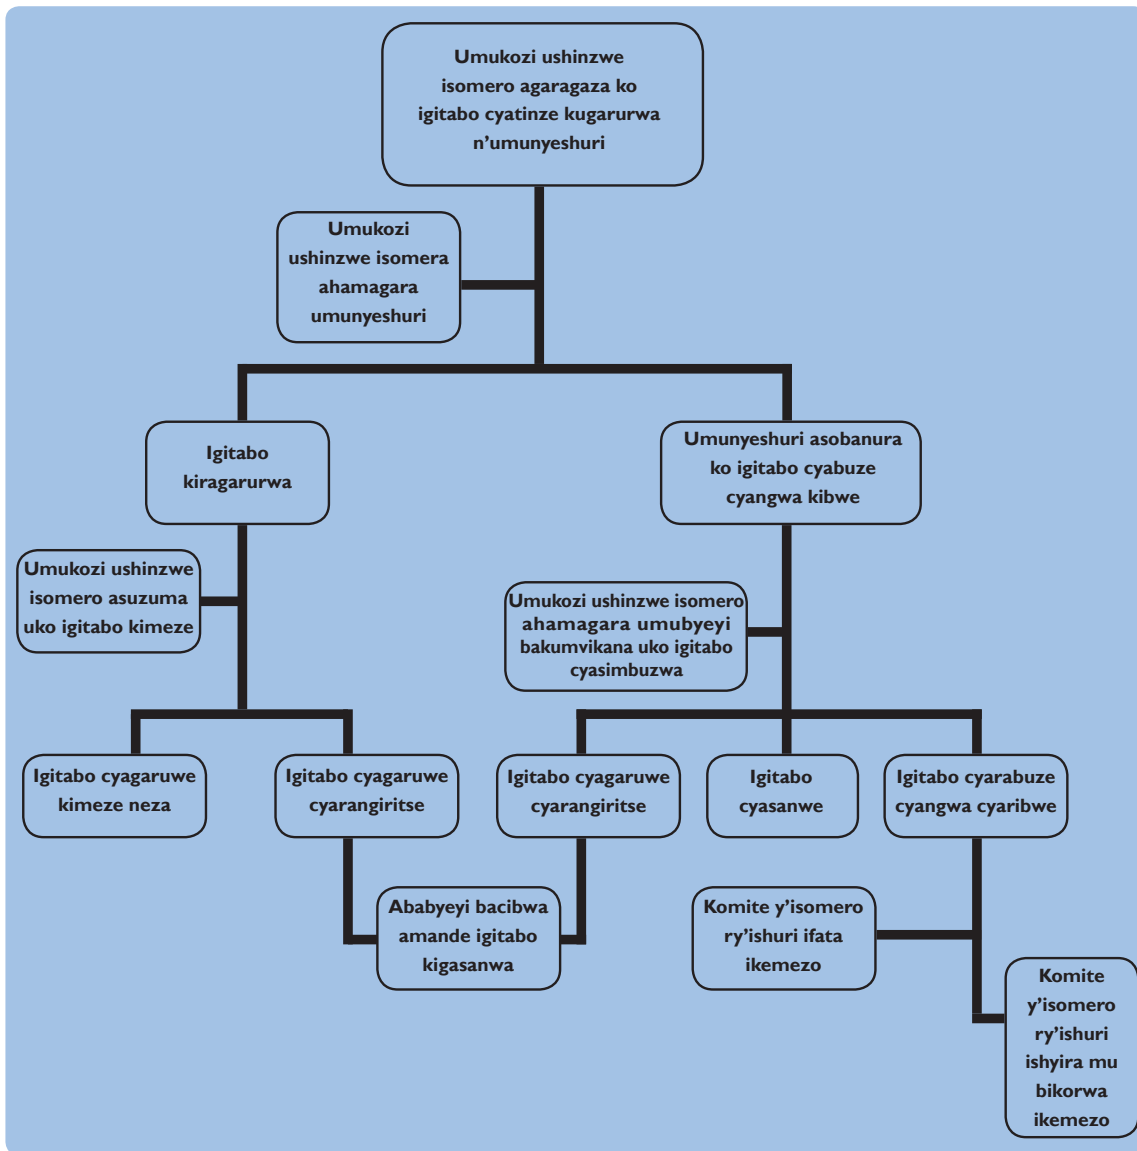 Umukozi ushinzwe
isomero agaragaza ko
igitabo cyatinze kugarurwa
n'umunyeshuri
Umukozi
ushinzwe isomera
ahamagara
umunyeshuri
Igitabo
kiragarurwa
Umunyeshuri asobanura
ko igitabo cyabuze
cyangwa kibwe
Umukozi ushinzwe
isomero asuzuma
uko igitabo kimeze
Umukozi ushinzwe isomero
ahamagara umubyeyi
bakumvikana uko igitabo
cyasimbuzwa
Igitabo cyagaruwe
kimeze neza
Igitabo cyagaruwe
cyarangiritse
Igitabo cyagaruwe
cyarangiritse
Igitabo
cyasanwe
Igitabo cyarabuze
cyangwa cyaribwe
Ababyeyi bacibwa
amande igitabo
kigasanwa
Komite y'isomero
ry'ishuri ifata
ikemezo
Komite
y'isomero
ry'ishuri
ishyira mu
bikorwa
ikemezo